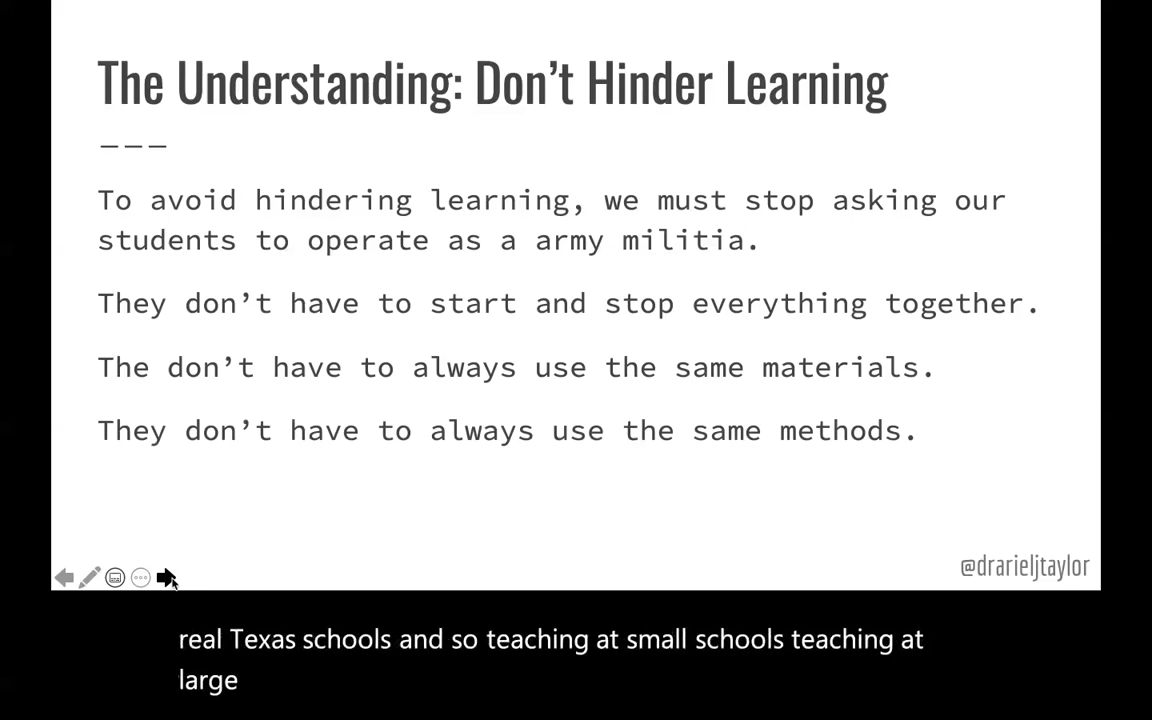 The Understanding: Don’t Hinder Learning
To avoid hindering learning, we must stop asking our
students to operate as a army militia.
They don’t have to start and stop everything together.
The don’t have to always use the same materials.
They don’t have to always use the same methods.
@drarieljtaylor
real Texas schools and so teaching at small schools teaching at
large